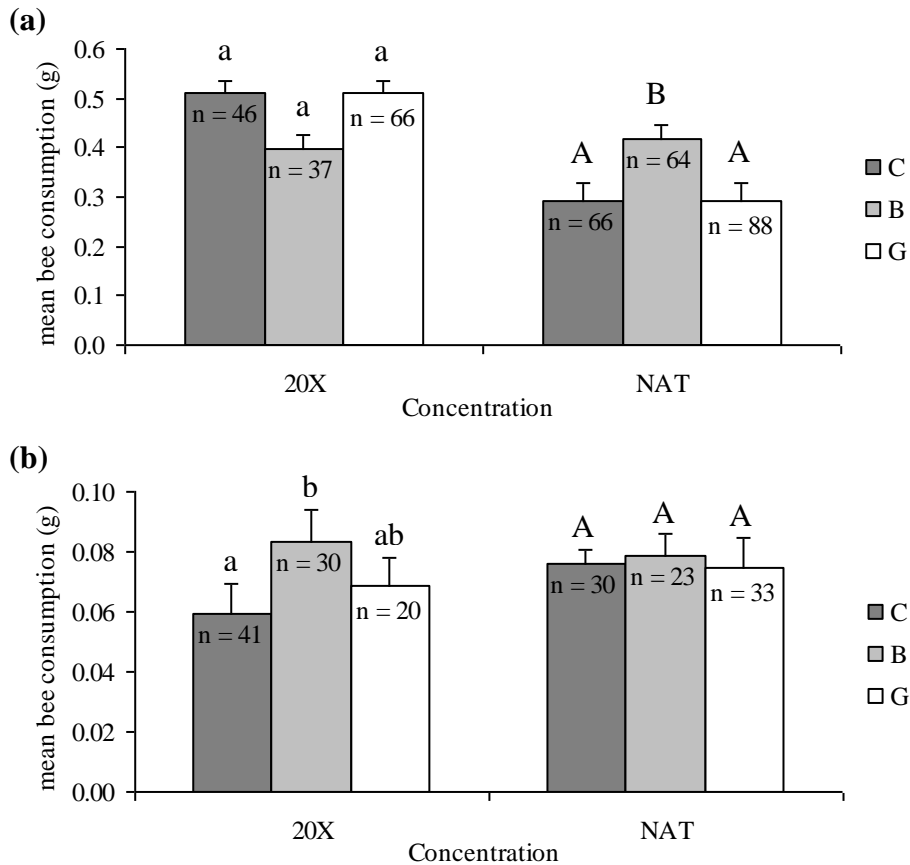 (a)
mean bee consumption (g)
0.6
0.5
0.4
0.3
0.2
0.1
0.0
a
a
a
A
B
A
n = 46
n = 37
n = 66
n = 66
n = 64
n = 88
20X
NAT
Concentration
C
B
G
(b)
mean bee consumption (g)
0.10
0.08
0.06
0.04
0.02
0.00
a
b
ab
A
A
A
n = 41
n = 30
n = 20
n = 30
n = 23
n = 33
20X
NAT
Concentration
C
B
G